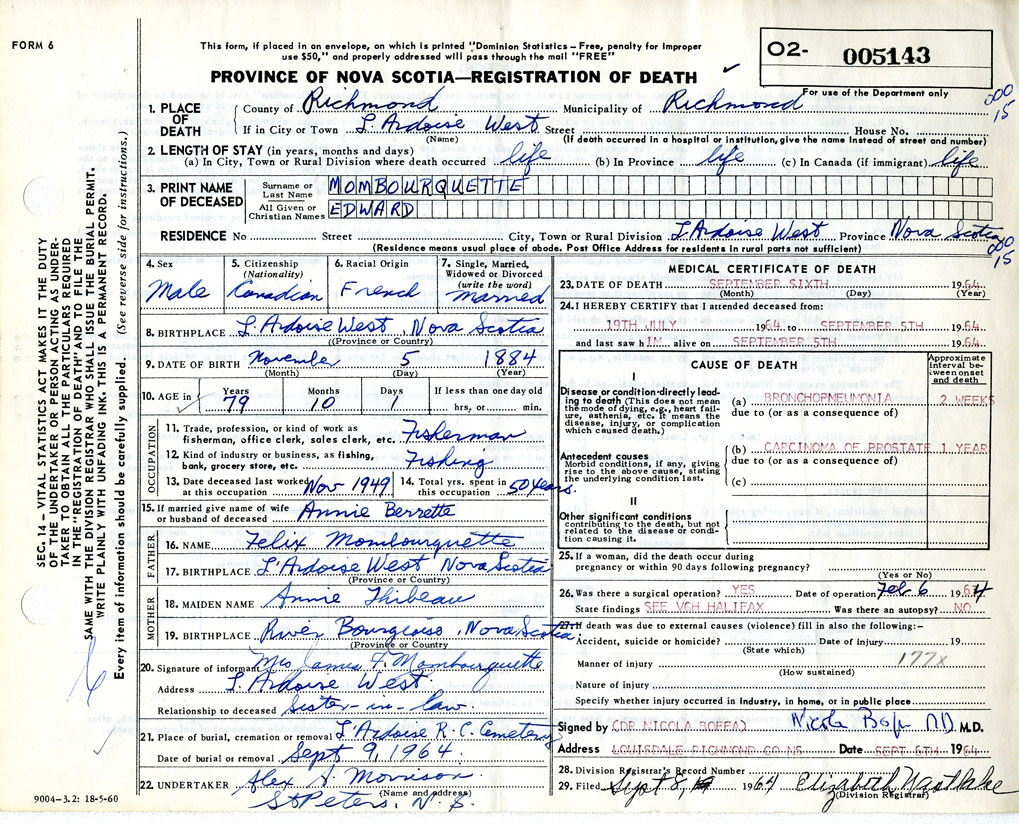 FORM 6
This form, if placed in an envelope, on which is printed "Dominion Statistics – Free, penalty for improper
use $50," and properly addressed will pass through the mail "FREE"
PROVINCE OF NOVA SCOTIA—REGISTRATION OF DEATH
O2- 005143
For use of the Department only
200
15
1. PLACE OF DEATH
County of Richmond Municipality of Richmond
If in City or Town L'Ardoise West Street House No.
(Name) (If death occurred in a hospital or institution, give the name instead of street and number)
2. LENGTH OF STAY (in years, months and days)
(a) In City, Town or Rural Division where death occurred life (b) In Province life (c) In Canada (if immigrant) life
3. PRINT NAME OF DECEASED
Surname or Last Name MOMBOURQUETTE
All Given or Christian Names EDWARD
RESIDENCE No Street City, Town or Rural Division L'Ardoise West Province Nova Scotia
(Residence means usual place of abode. Post Office Address for residents in rural parts not sufficient)
200
15
4. Sex
Male
5. Citizenship
(Nationality)
Canadian
6. Racial Origin
French
7. Single, Married,
Widowed or Divorced
(write the word)
Married
8. BIRTHPLACE L'Ardoise West, Nova Scotia
(Province or Country)
9. DATE OF BIRTH November 5 1884
(Month) (Day) (Year)
10. AGE in Years Months Days If less than one day old
79 10 1 hrs, or min.
OCCUPATION
11. Trade, profession, or kind of work as
fisherman, office clerk, sales clerk, etc. Fisherman
12. Kind of industry or business, as fishing,
bank, grocery store, etc. Fishing
13. Date deceased last worked
at this occupation Nov 1949
14. Total yrs. spent in
this occupation 50 years.
15. If married give name of wife
or husband of deceased Annie Berrette
FATHER
16. NAME Felix Mombourquette
17. BIRTHPLACE L'Ardoise West Nova Scotia
(Province or Country)
MOTHER
18. MAIDEN NAME Annie Thibeau
19. BIRTHPLACE River Bourgeoise, Nova Scotia
(Province or Country)
20. Signature of informant Mrs James F. Mombourquette
Address L'Ardoise West
Relationship to deceased Sister-in-law.
21. Place of burial, cremation or removal L'Ardoise R.C. Cemetery
Date of burial or removal Sept 9, 1964.
22. UNDERTAKER Alex Morrison
(Name and address)
St Peters, N. S.
9004—3.2: 18-5-60
MEDICAL CERTIFICATE OF DEATH
23. DATE OF DEATH SEPTEMBER SIXTH 1964
(Month) (Day) (Year)
24. I HEREBY CERTIFY that I attended deceased from:
19TH JULY 1964 to SEPTEMBER 5TH 1964
and last saw h IM alive on SEPTEMBER 5TH 1964
CAUSE OF DEATH
Approximate
interval be-
tween onset
and death
I
Disease or condition directly lead-
ing to death (This does not mean
the mode of dying, e.g., heart fail-
ure, asthenia, etc. It means the
disease, injury, or complication
which caused death.)
(a) BRONCHOPNEUMONIA 2 WEEKS
due to (or as a consequence of)
Antecedent causes
Morbid conditions, if any, giving
rise to the above cause, stating
the underlying condition last.
(b) CARCINOMA OF PROSTATE 1 YEAR
due to (or as a consequence of)
(c)
II
Other significant conditions
contributing to the death, but not
related to the disease or condi-
tion causing it.
25. If a woman, did the death occur during
pregnancy or within 90 days following pregnancy?
(Yes or No)
26. Was there a surgical operation? YES Date of operation Feb 6 1964
State findings SEE VGH HALIFAX Was there an autopsy? NO
27. If death was due to external causes (violence) fill in also the following:–
Accident, suicide or homicide? Date of injury 19
(State which)
Manner of injury 177x
(How sustained)
Nature of injury
Specify whether injury occurred in industry, in home, or in public place
Signed by (DR NICOLA BOFFA) M.D.
Address LOUISDALE RICHMOND CO NS Date SEPT 6TH 1964
28. Division Registrar's Record Number
29. Filed Sept 8, 1964 Elizabeth
(Division Registrar)
SEC. 14 – VITAL STATISTICS ACT MAKES IT THE DUTY
OF THE UNDERTAKER OR PERSON ACTING AS UNDER-
TAKER TO OBTAIN ALL THE PARTICULARS REQUIRED
IN THE "REGISTRATION OF DEATH" AND TO FILE THE
SAME WITH THE DIVISION REGISTRAR WHO SHALL ISSUE THE BURIAL PERMIT.
WRITE PLAINLY WITH UNFADING INK. THIS IS A PERMANENT RECORD.
Every item of information should be carefully supplied. (See reverse side for instructions.)